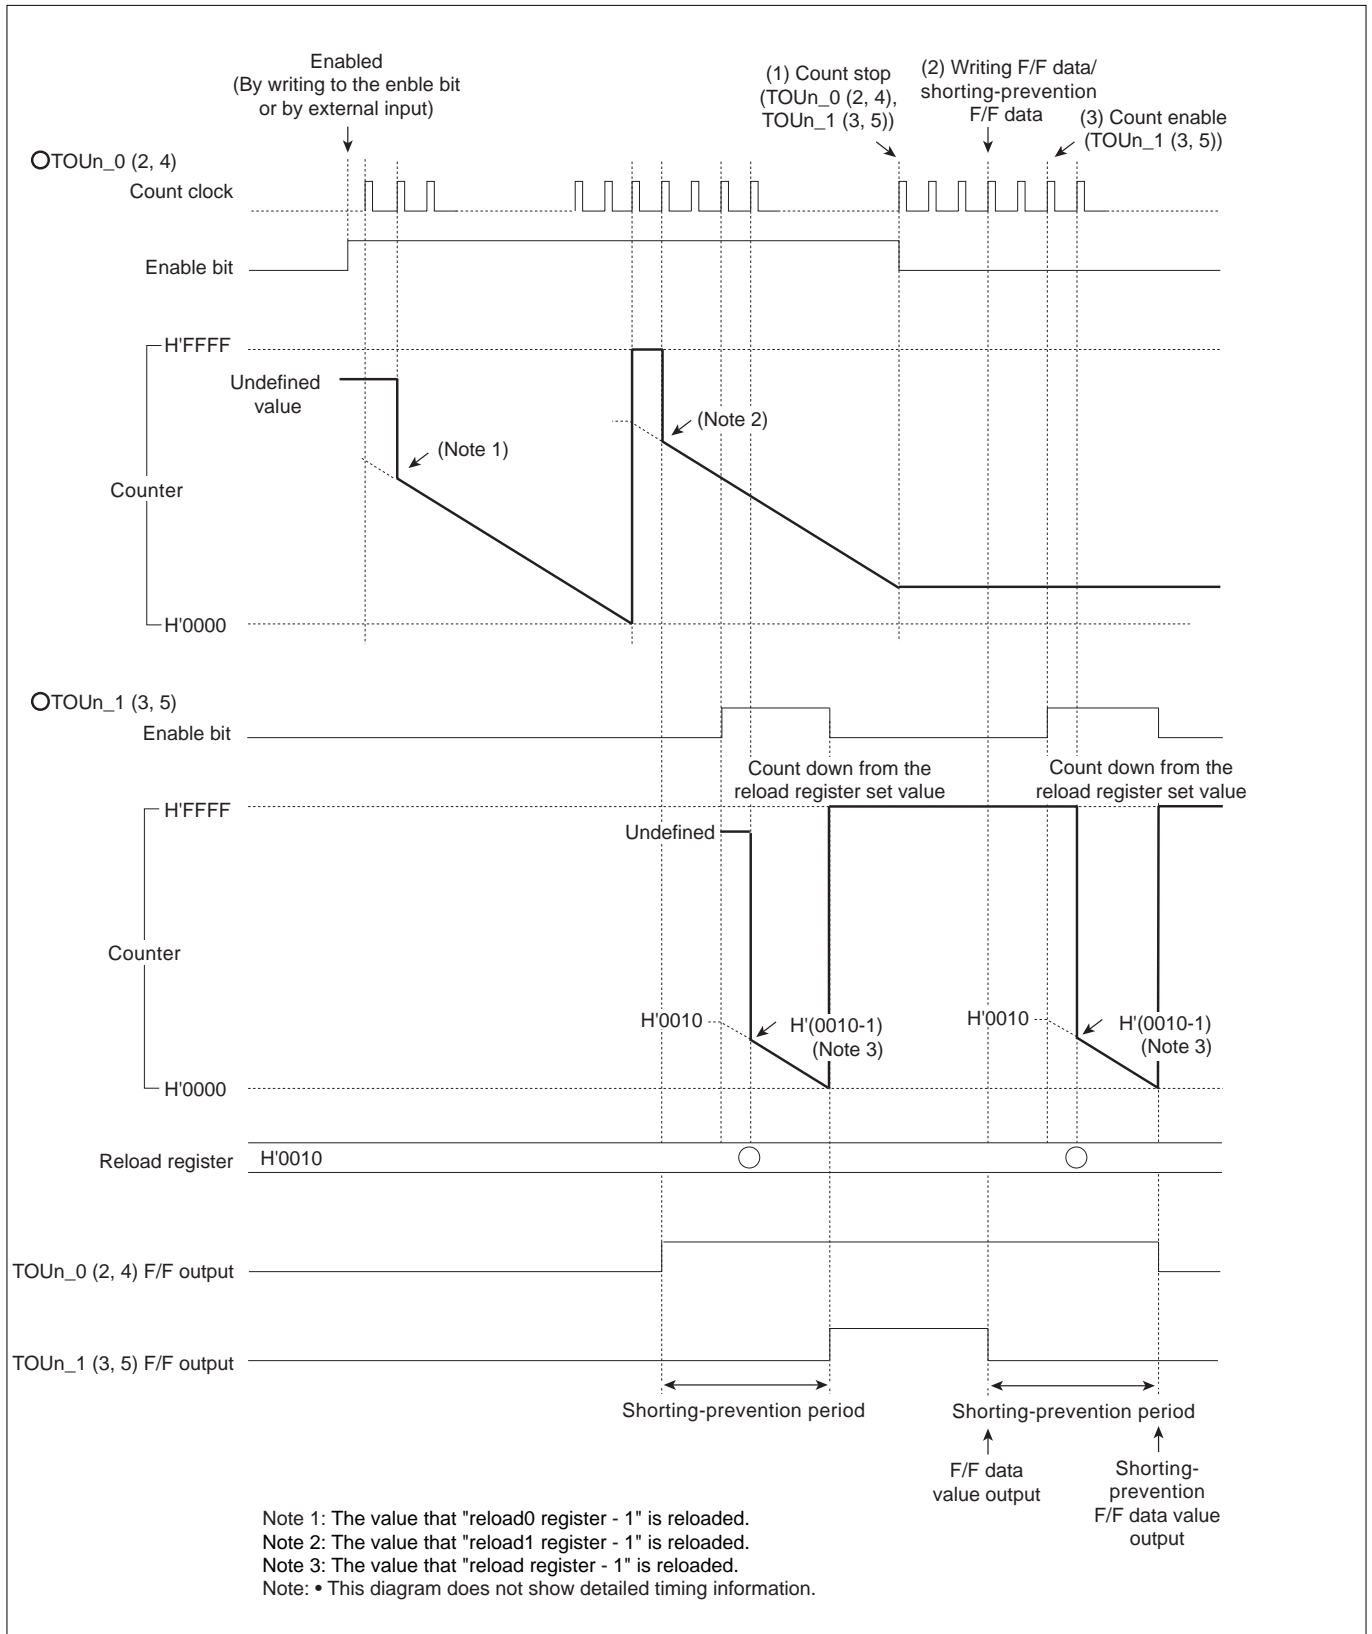 Enabled
(By writing to the enble bit
or by external input)
(1) Count stop
(TOUn_0 (2, 4),
TOUn_1 (3, 5))
(2) Writing F/F data/
shorting-prevention
F/F data
(3) Count enable
(TOUn_1 (3, 5))
TOUn_0 (2, 4)
Count clock
Enable bit
H'FFFF
Undefined
value
(Note 1)
(Note 2)
Counter
H'0000
TOUn_1 (3, 5)
Enable bit
Count down from the
reload register set value
Count down from the
reload register set value
H'FFFF
Undefined
Counter
H'0010
H'(0010-1)
(Note 3)
H'0010
H'(0010-1)
(Note 3)
H'0000
Reload register
H'0010
TOUn_0 (2, 4) F/F output
TOUn_1 (3, 5) F/F output
Shorting-prevention period
Shorting-prevention period
F/F data
value output
Shorting-
prevention
F/F data value
output
Note 1: The value that "reload0 register - 1" is reloaded.
Note 2: The value that "reload1 register - 1" is reloaded.
Note 3: The value that "reload register - 1" is reloaded.
Note: • This diagram does not show detailed timing information.